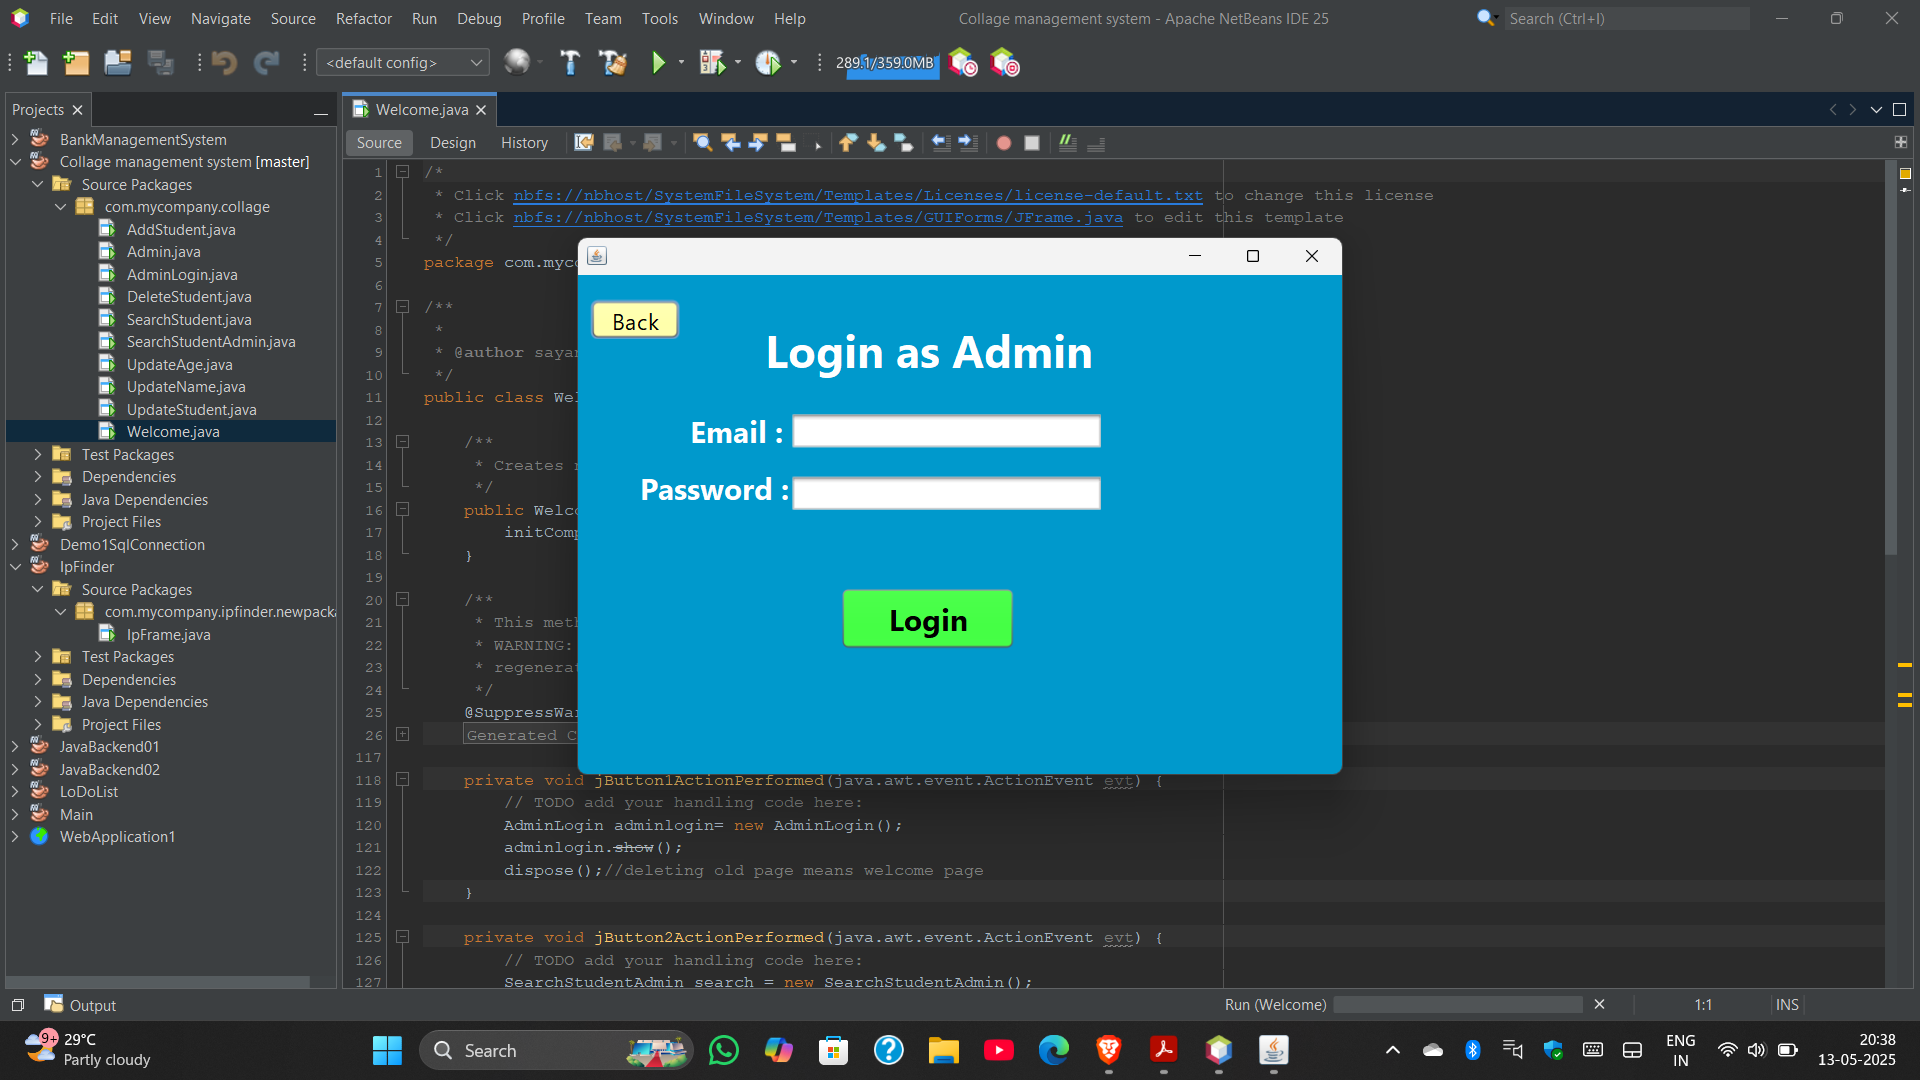 File Edit View Navigate Source Refactor Run Debug Profile Team Tools Window Help
Collage management system - Apache NetBeans IDE 25
Search (Ctrl+I)
<default config>
289.1/359.0MB
Projects
Welcome.java
Source Design History
BankManagementSystem
Collage management system [master]
Source Packages
com.mycompany.collage
AddStudent.java
Admin.java
AdminLogin.java
DeleteStudent.java
SearchStudent.java
SearchStudentAdmin.java
UpdateAge.java
UpdateName.java
UpdateStudent.java
Welcome.java
Test Packages
Dependencies
Java Dependencies
Project Files
Demo1SqlConnection
IpFinder
Source Packages
com.mycompany.ipfinder.newpacka
IpFrame.java
Test Packages
Dependencies
Java Dependencies
Project Files
JavaBackend01
JavaBackend02
LoDoList
Main
WebApplication1
1 /*
2 * Click nbfs://nbhost/SystemFileSystem/Templates/Licenses/license-default.txt to change this license
3 * Click nbfs://nbhost/SystemFileSystem/Templates/GUIForms/JFrame.java to edit this template
4 */
5 package com.myc
6
7 /**
8 *
9 * @author saya
10 */
11 public class We
12
13 /**
14 * Creates
15 */
16 public Welc
17 initCom
18 }
19
20 /**
21 * This met
22 * WARNING:
23 * regenera
24 */
25 @SuppressWa
26 Generated C
117
118 private void jButton1ActionPerformed(java.awt.event.ActionEvent evt) {
119 // TODO add your handling code here:
120 AdminLogin adminlogin= new AdminLogin();
121 adminlogin.show();
122 dispose();//deleting old page means welcome page
123 }
124
125 private void jButton2ActionPerformed(java.awt.event.ActionEvent evt) {
126 // TODO add your handling code here:
127 SearchStudentAdmin search = new SearchStudentAdmin();
Back
Login as Admin
Email :
Password :
Login
Output
Run (Welcome)
1:1
INS
9+
29°C
Partly cloudy
Search
ENG
IN
20:38
13-05-2025